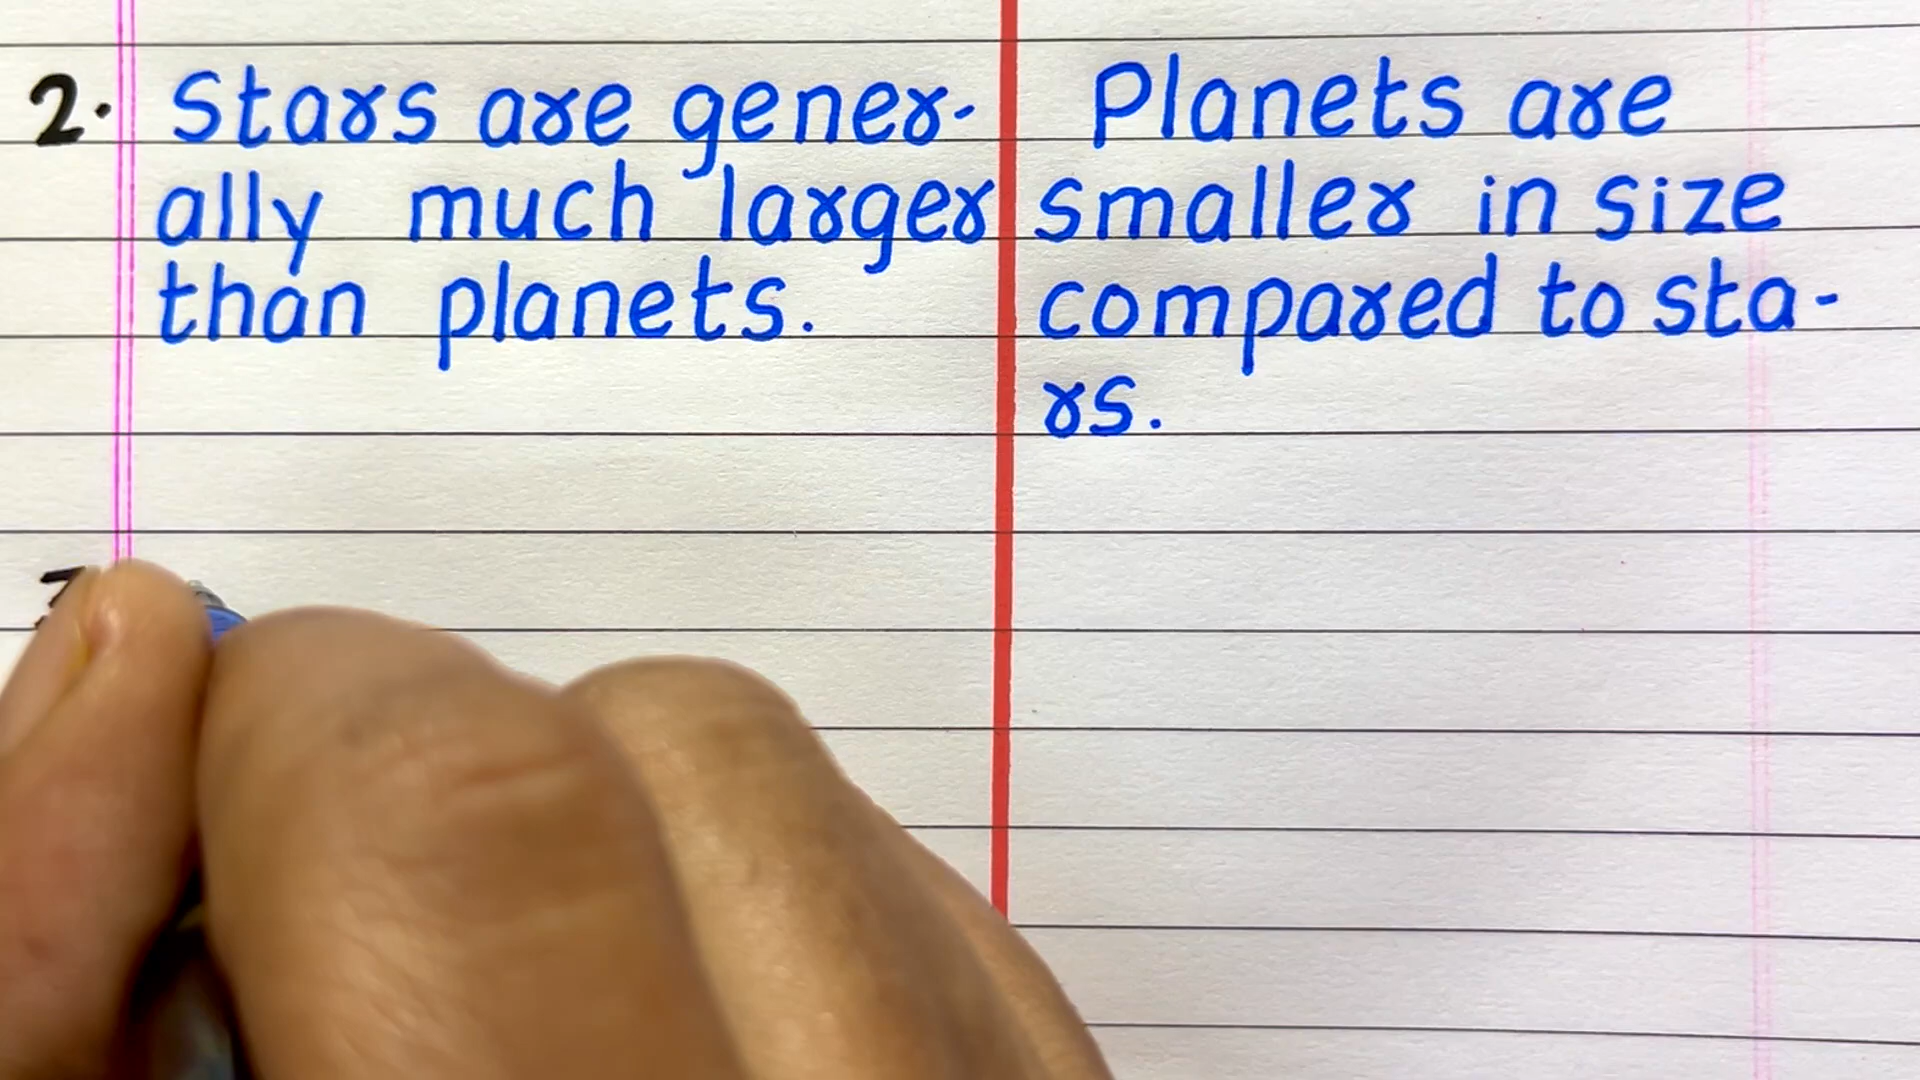 2. Stars are gener-
ally much larger
than planets.
Planets are
smaller in size
compared to sta-
rs.